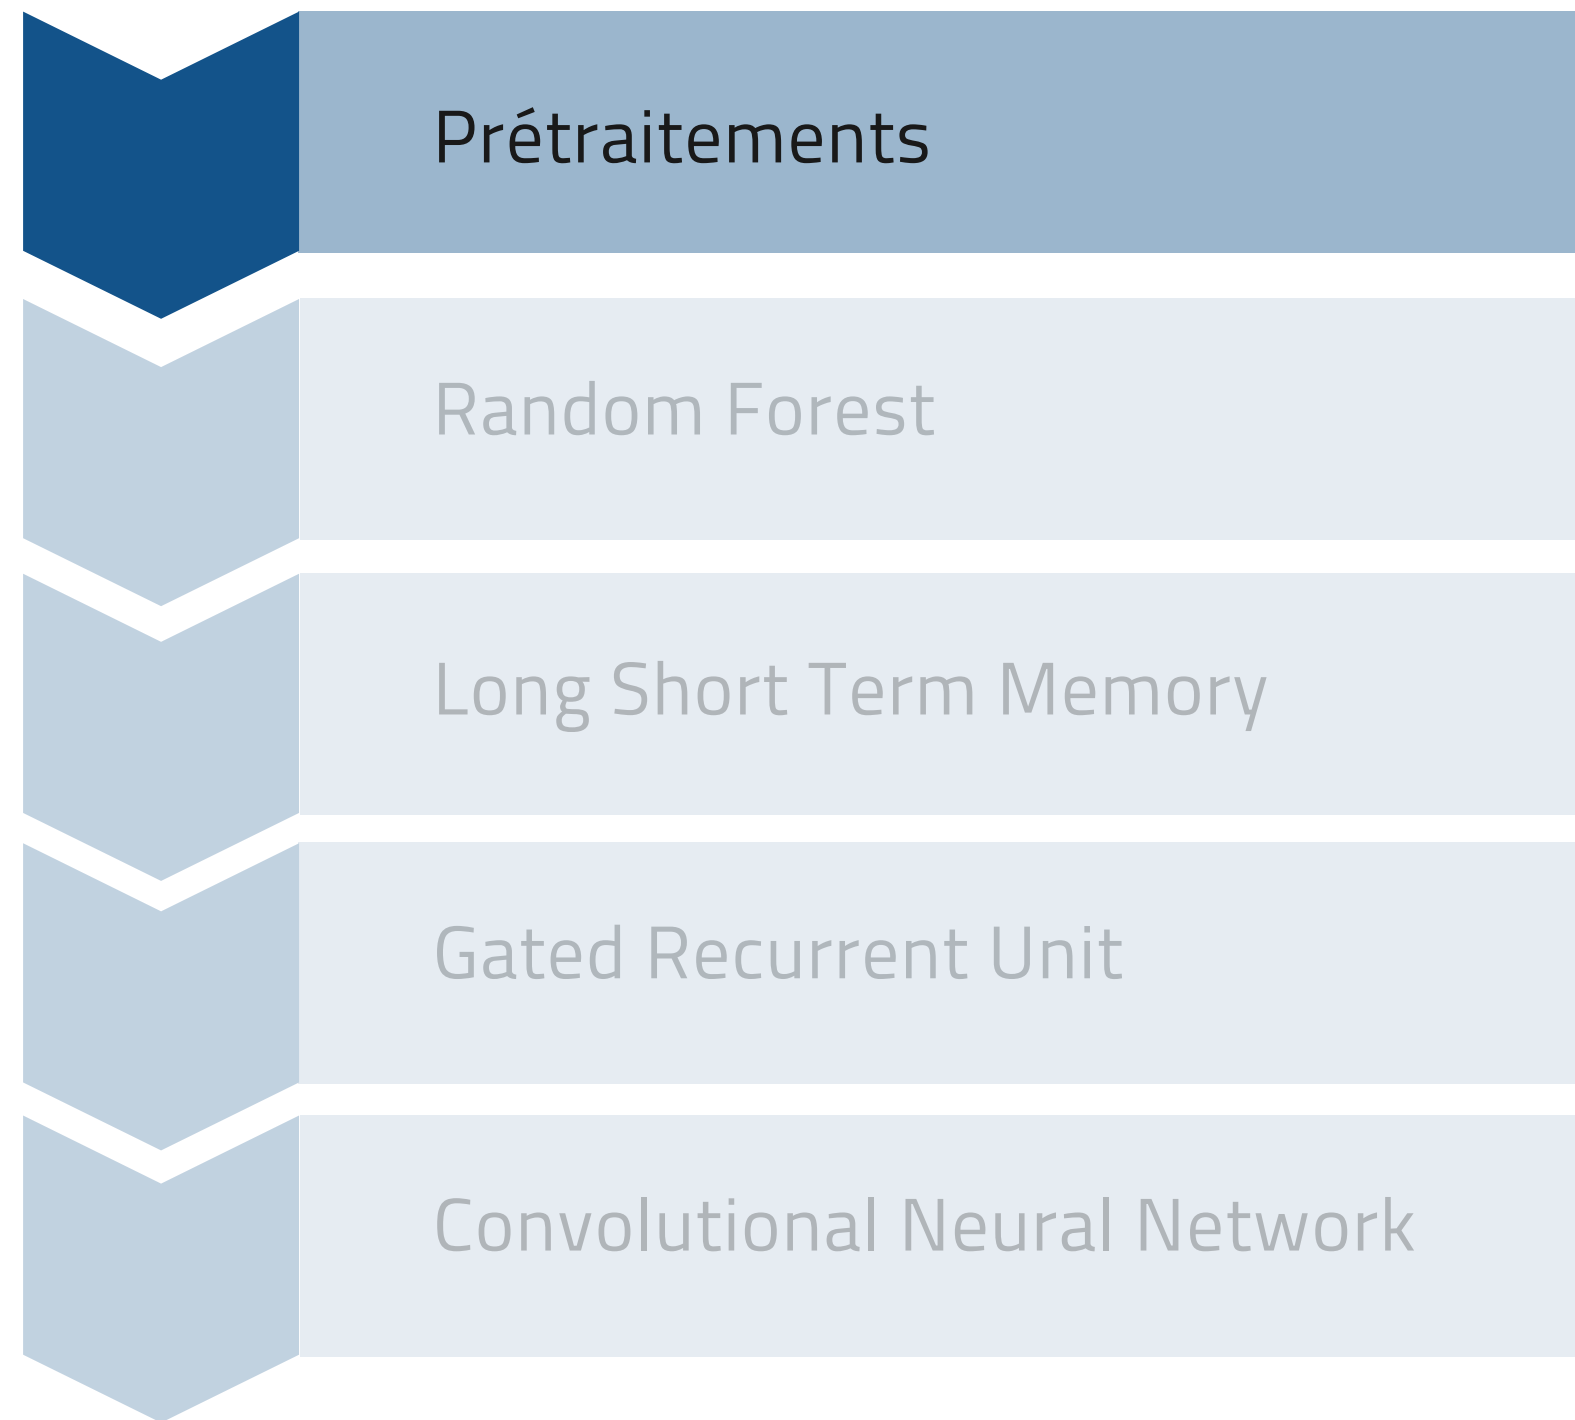 Prétraitements
Random Forest
Long Short Term Memory
Gated Recurrent Unit
Convolutional Neural Network